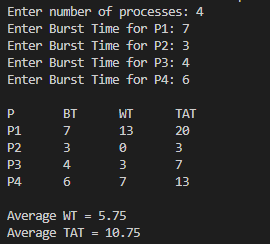 Enter number of processes: 4
Enter Burst Time for P1: 7
Enter Burst Time for P2: 3
Enter Burst Time for P3: 4
Enter Burst Time for P4: 6
P BT WT TAT
P1 7 13 20
P2 3 0 3
P3 4 3 7
P4 6 7 13
Average WT = 5.75
Average TAT = 10.75